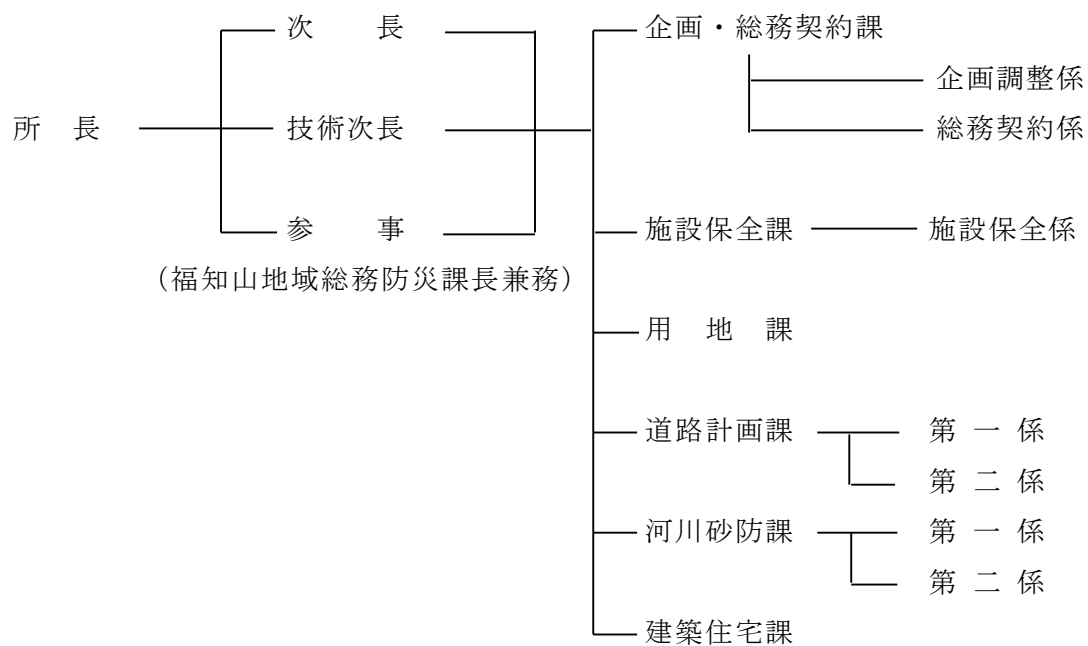 次　　長
企画・総務契約課
企画調整係
所　長
技術次長
総務契約係
参　　事
施設保全課
施設保全係
（福知山地域総務防災課長兼務）
用　地　課
道路計画課
第 一 係
第 二 係
河川砂防課
第 一 係
第 二 係
建築住宅課